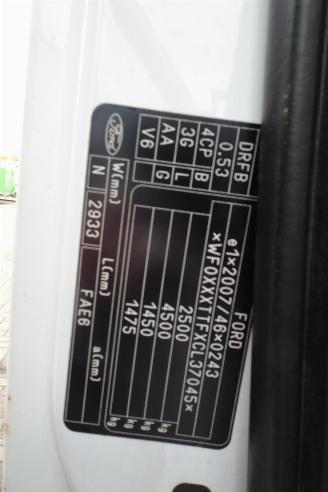 FORD
e1×2007/46×0243
×WF0XXXTTFXCL37045×
2500 kg
4500 kg
1450 kg
1475 kg
DRFB
0.53
4CP B
3G L
AA
V6 G
Ford
W(mm) L(mm) a(mm)
N 2933 FAE6